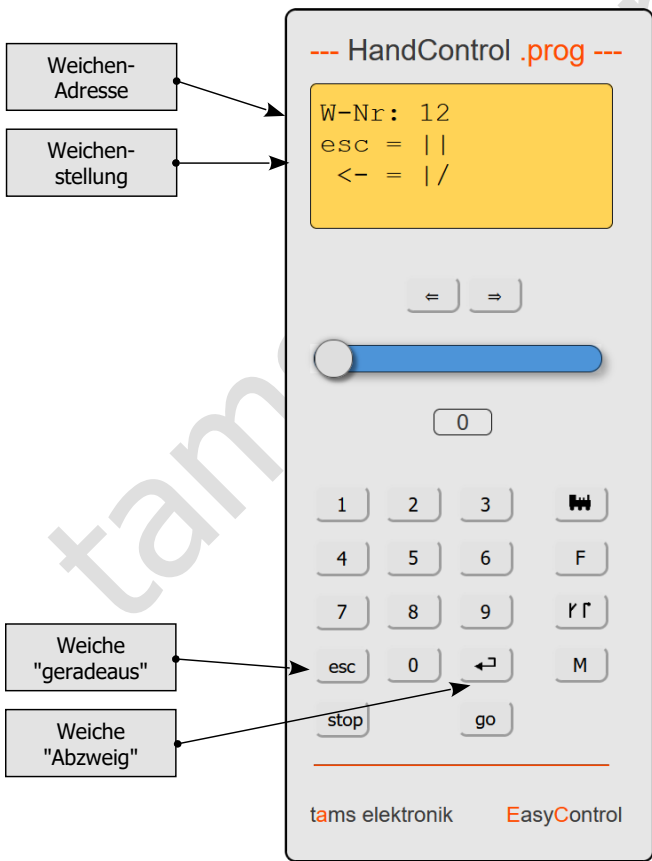 --- HandControl .prog ---
Weichen-
Adresse
Weichen-
stellung
W-Nr: 12
esc = ||
<- = |/
⇐ ⇒
0
1 2 3
4 5 6 F
7 8 9
esc 0 ↵ M
stop go
Weiche
"geradeaus"
Weiche
"Abzweig"
tams elektronik EasyControl
tams